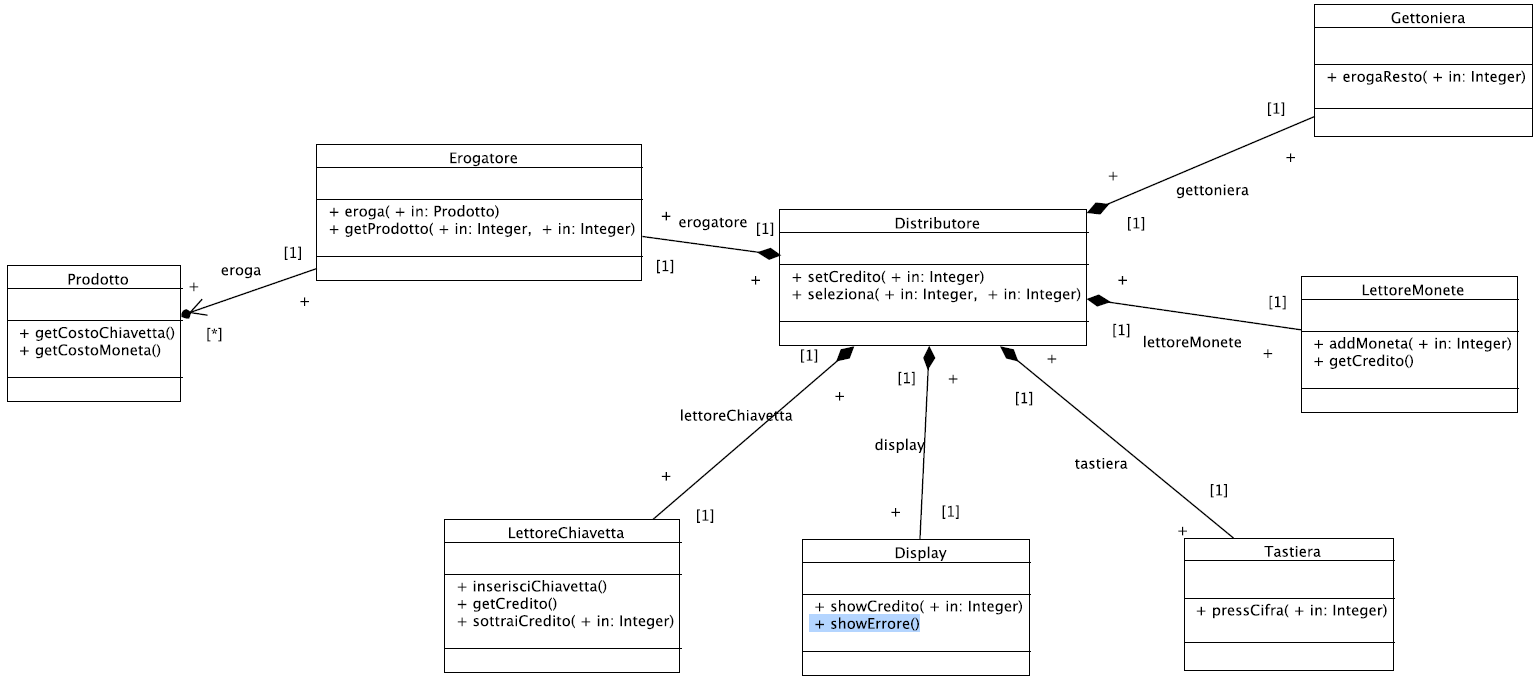 Gettoniera
+ erogaResto( + in: Integer)
[1]
+
+
gettoniera
[1]
Erogatore
+ eroga( + in: Prodotto)
+ getProdotto( + in: Integer,  + in: Integer)
+
erogatore
[1]
[1]
+
Distributore
+ setCredito( + in: Integer)
+ seleziona( + in: Integer,  + in: Integer)
[1]
eroga
+
+
[*]
Prodotto
+ getCostoChiavetta()
+ getCostoMoneta()
+
[1]
[1]
lettoreMonete
+
LettoreMonete
+ addMoneta( + in: Integer)
+ getCredito()
[1]
+
lettoreChiavetta
+
[1]
[1]
+
display
+
[1]
+
[1]
tastiera
[1]
+
LettoreChiavetta
+ inserisciChiavetta()
+ getCredito()
+ sottraiCredito( + in: Integer)
Display
+ showCredito( + in: Integer)
+ showErrore()
Tastiera
+ pressCifra( + in: Integer)